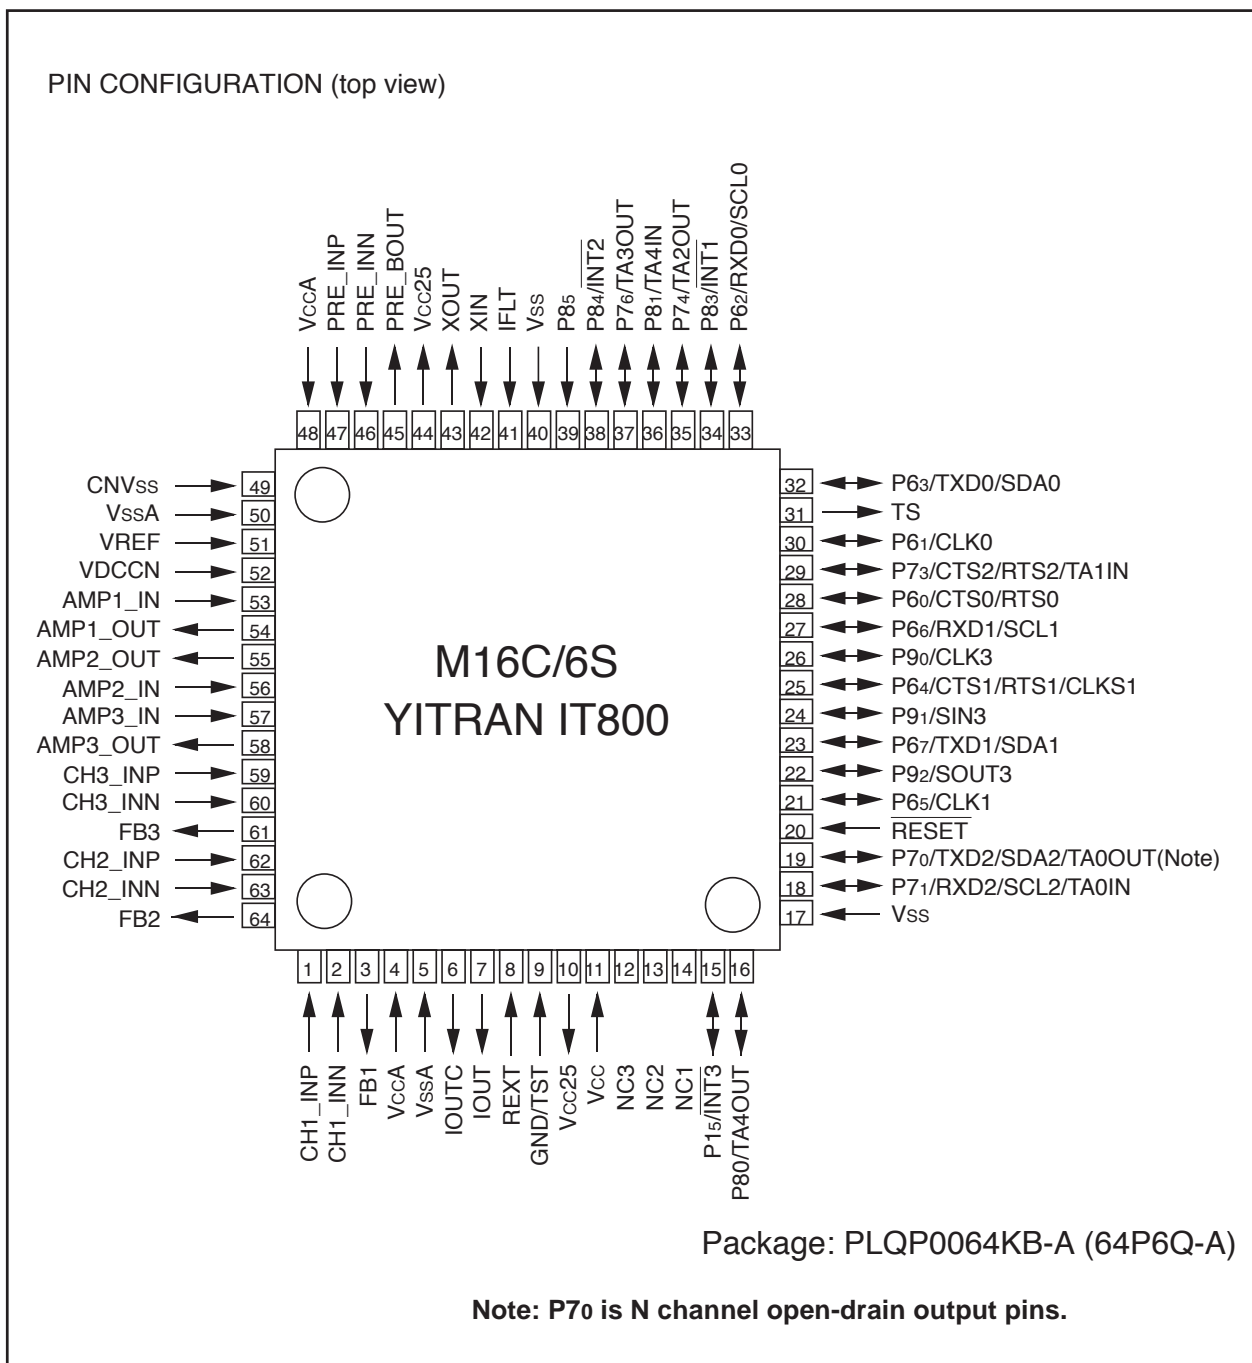 PIN CONFIGURATION (top view)
VCCA
PRE_INP
PRE_INN
PRE_BOUT
VCC25
XOUT
XIN
IFLT
VSS
P85
P84/INT2
P76/TA3OUT
P81/TA4IN
P74/TA2OUT
P83/INT1
P62/RXD0/SCL0
48 47 46 45 44 43 42 41 40 39 38 37 36 35 34 33
CNVSS 49
VSSA 50
VREF 51
VDCCN 52
AMP1_IN 53
AMP1_OUT 54
AMP2_OUT 55
AMP2_IN 56
AMP3_IN 57
AMP3_OUT 58
CH3_INP 59
CH3_INN 60
FB3 61
CH2_INP 62
CH2_INN 63
FB2 64
M16C/6S
YITRAN IT800
32 P63/TXD0/SDA0
31 TS
30 P61/CLK0
29 P73/CTS2/RTS2/TA1IN
28 P60/CTS0/RTS0
27 P66/RXD1/SCL1
26 P90/CLK3
25 P64/CTS1/RTS1/CLKS1
24 P91/SIN3
23 P67/TXD1/SDA1
22 P92/SOUT3
21 P65/CLK1
20 RESET
19 P70/TXD2/SDA2/TA0OUT(Note)
18 P71/RXD2/SCL2/TA0IN
17 VSS
1 2 3 4 5 6 7 8 9 10 11 12 13 14 15 16
CH1_INP
CH1_INN
FB1
VCCA
VSSA
IOUTC
IOUT
REXT
GND/TST
VCC25
VCC
NC3
NC2
NC1
P15/INT3
P80/TA4OUT
Package: PLQP0064KB-A (64P6Q-A)
Note: P70 is N channel open-drain output pins.